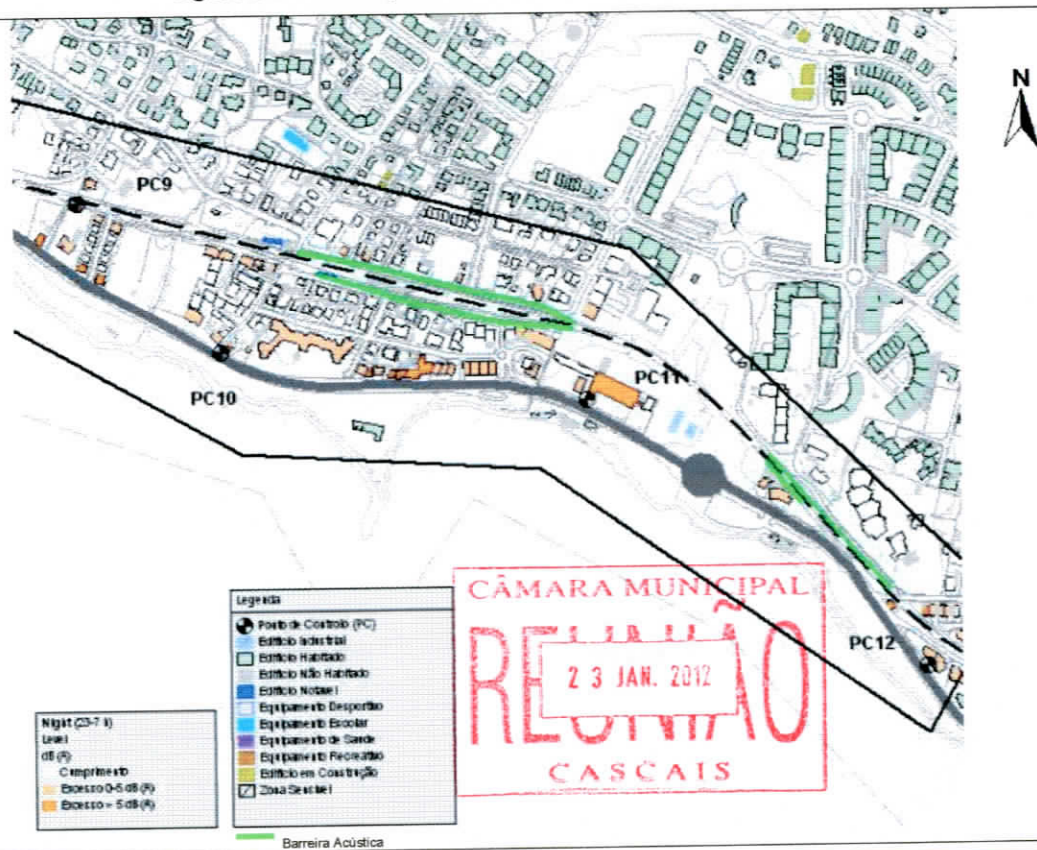 N
PC9
PC10
PC11
PC12
Legenda
Ponto de Controlo (PC)
Edifício Industrial
Edifício Habitado
Edifício Não Habitado
Edifício Notável
Equipamento Desportivo
Equipamento Escolar
Equipamento de Saúde
Equipamento Recreativo
Edifício em Construção
Zona Sensível
Night (23-7 h)
Level
dB (A)
Cumprimento
Excesso 0-5 dB (A)
Excesso > 5 dB (A)
Barreira Acústica
CÂMARA MUNICIPAL
REUNIÃO
23 JAN. 2012
CASCAIS